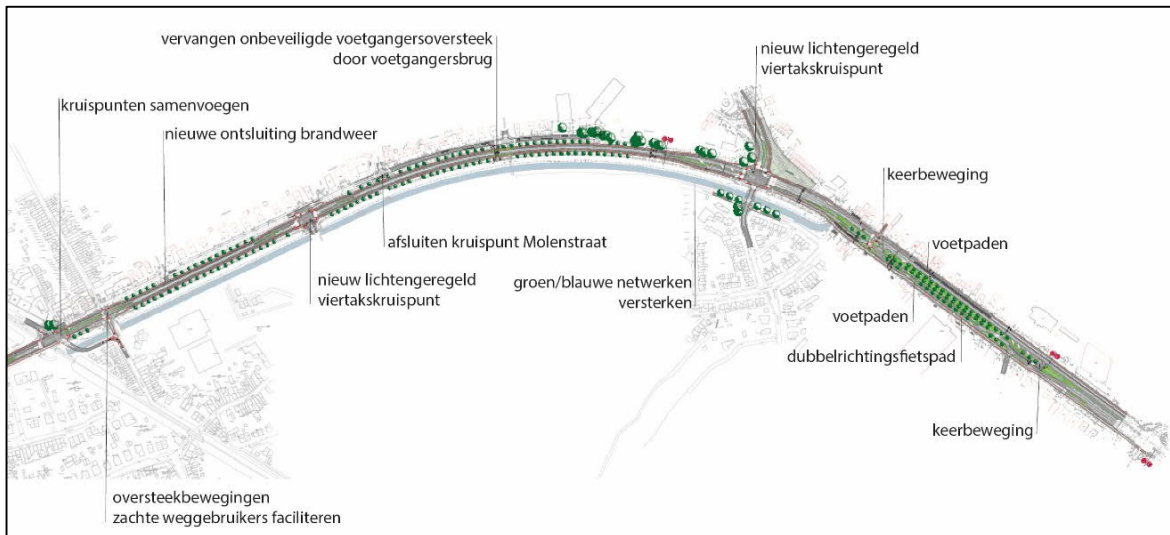 vervangen onbeveiligde voetgangersoversteek
door voetgangersbrug
nieuw lichtengeregeld
viertakskruispunt
kruispunten samenvoegen
nieuwe ontsluiting brandweer
keerbeweging
afsluiten kruispunt Molenstraat
voetpaden
nieuw lichtengeregeld
viertakskruispunt
groen/blauwe netwerken
versterken
voetpaden
dubbelrichtingsfietspad
keerbeweging
oversteekbewegingen
zachte weggebruikers faciliteren